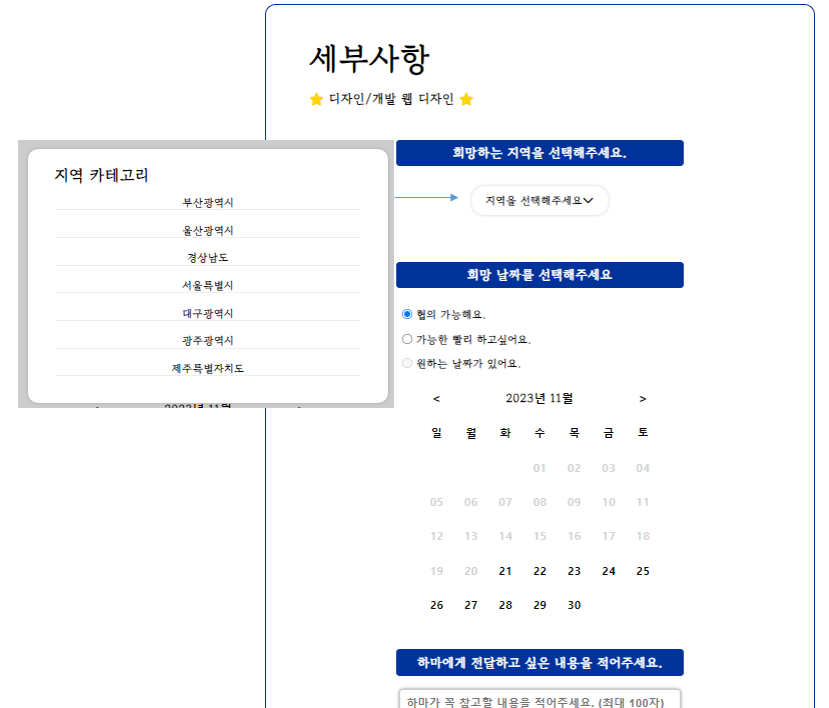 세부사항
디자인/개발 웹 디자인
지역 카테고리
부산광역시
울산광역시
경상남도
서울특별시
대구광역시
광주광역시
제주특별자치도
2023년 11월
희망하는 지역을 선택해주세요.
지역을 선택해주세요
희망 날짜를 선택해주세요
협의 가능해요.
가능한 빨리 하고싶어요.
원하는 날짜가 있어요.
< 2023년 11월 >
일 월 화 수 목 금 토
01 02 03 04
05 06 07 08 09 10 11
12 13 14 15 16 17 18
19 20 21 22 23 24 25
26 27 28 29 30
하마에게 전달하고 싶은 내용을 적어주세요.
하마가 꼭 참고할 내용을 적어주세요. (최대 100자)